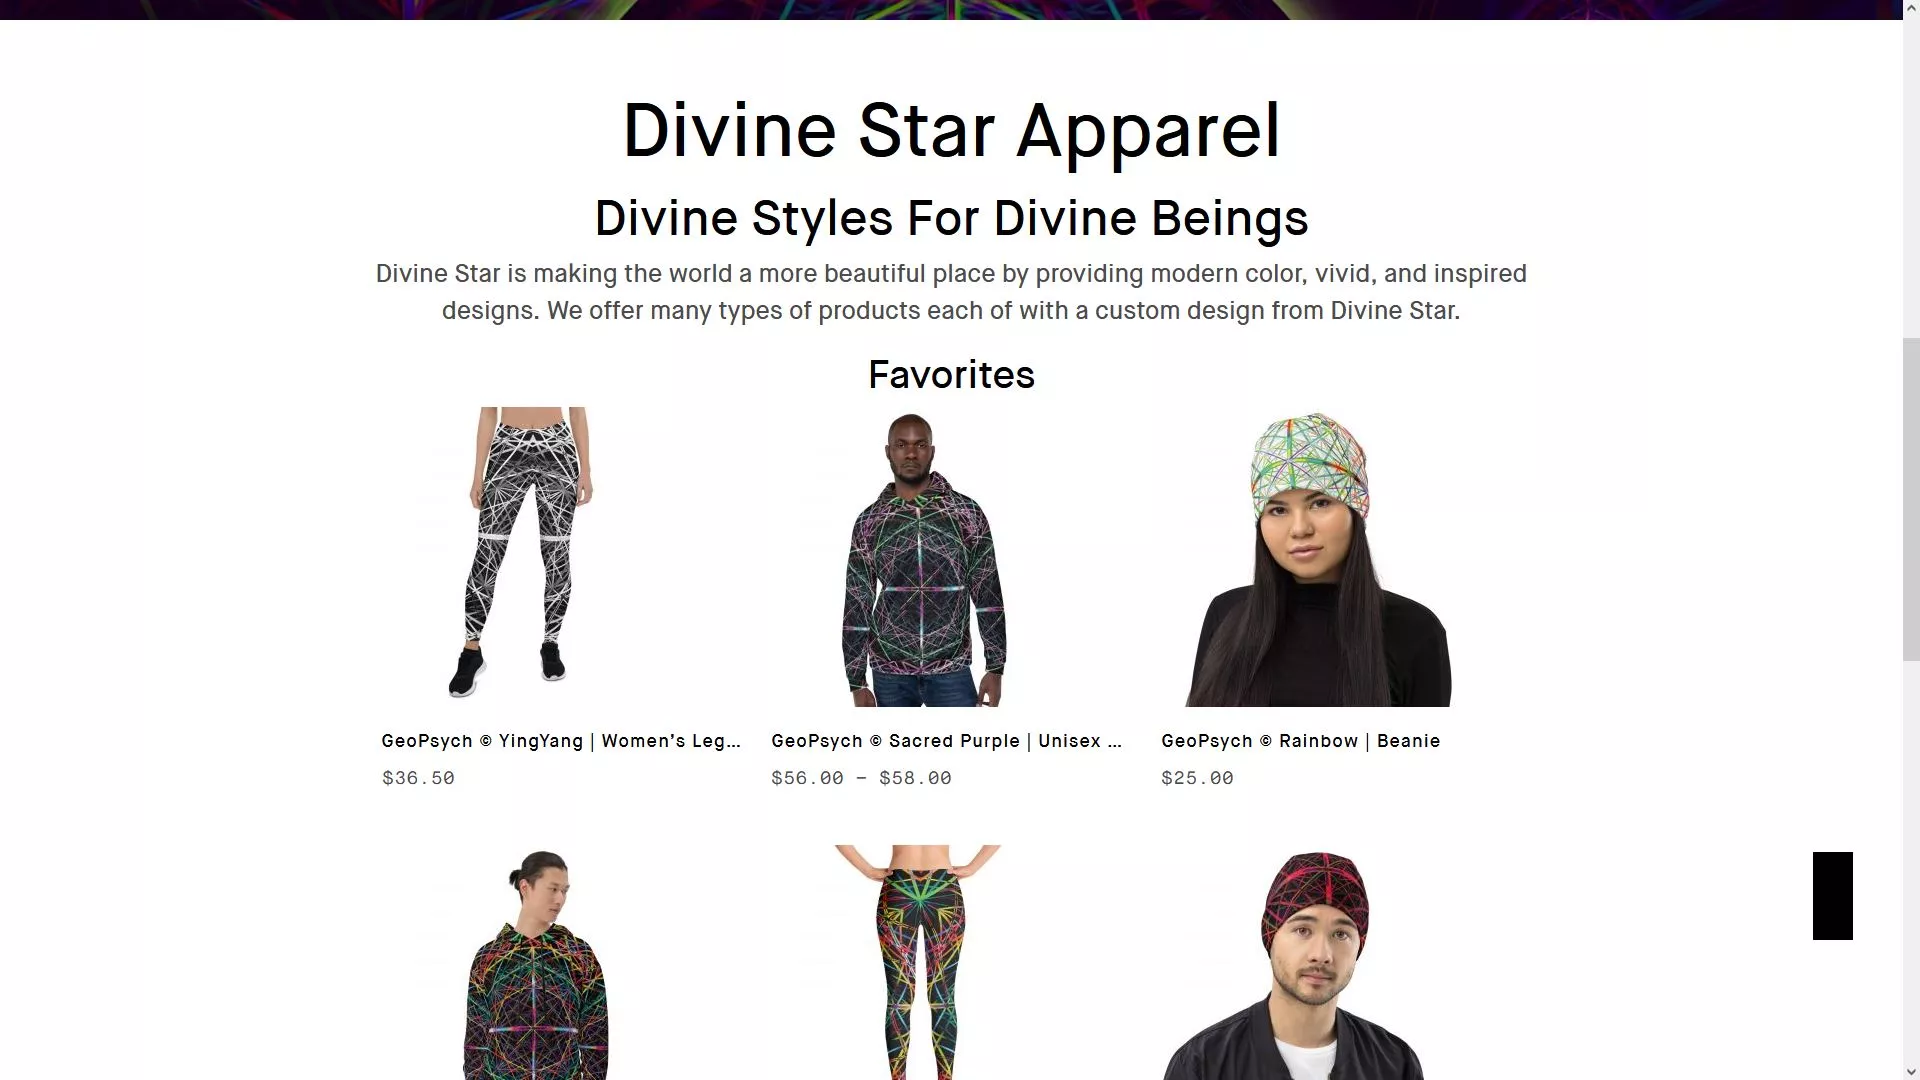 Divine Star Apparel
Divine Styles For Divine Beings
Divine Star is making the world a more beautiful place by providing modern color, vivid, and inspired
designs. We offer many types of products each of with a custom design from Divine Star.
Favorites
GeoPsych © YingYang | Women's Leg...
GeoPsych © Sacred Purple | Unisex ...
GeoPsych © Rainbow | Beanie
$36.50
$56.00 – $58.00
$25.00